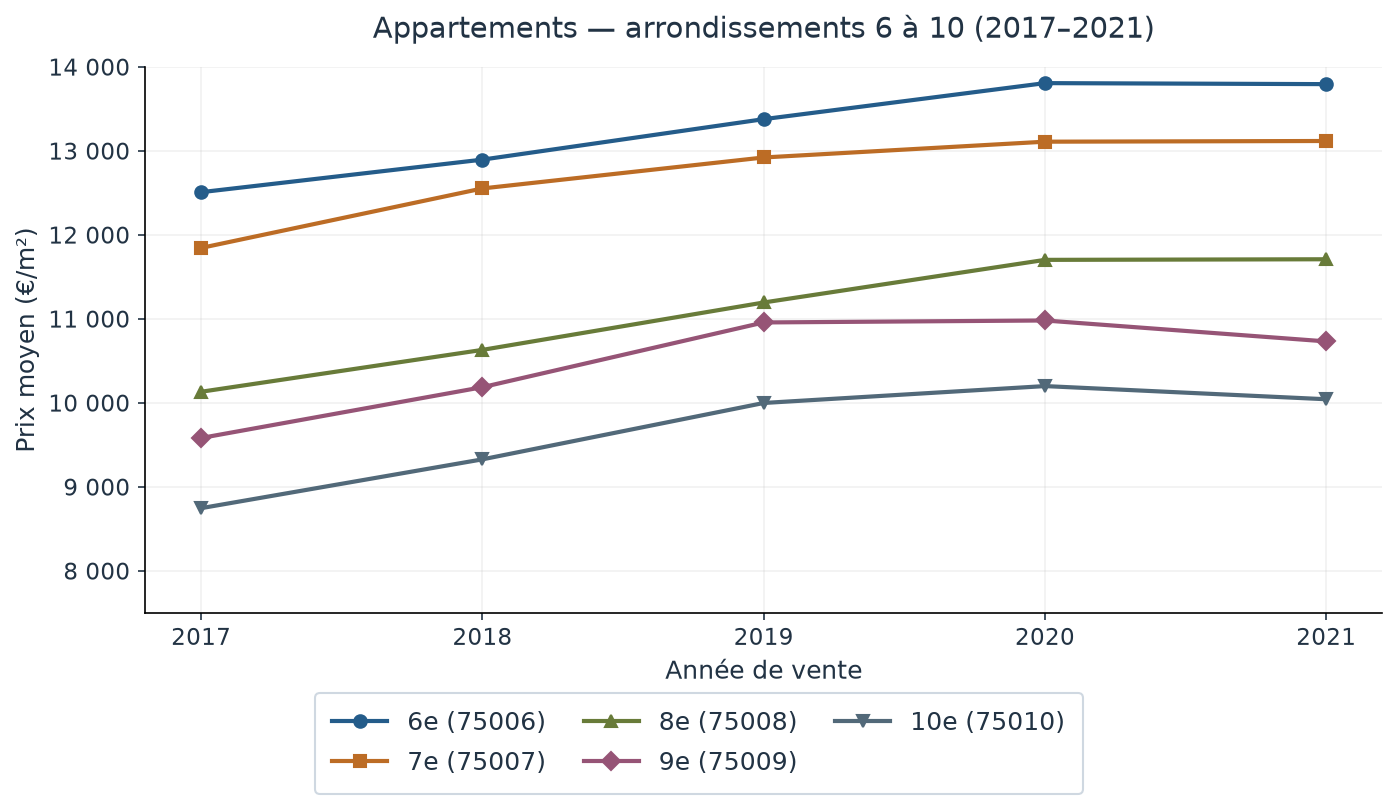 Appartements — arrondissements 6 à 10 (2017–2021)
Prix moyen (€/m²)
14 000
13 000
12 000
11 000
10 000
9 000
8 000
2017 2018 2019 2020 2021
Année de vente
6e (75006) 8e (75008) 10e (75010)
7e (75007) 9e (75009)